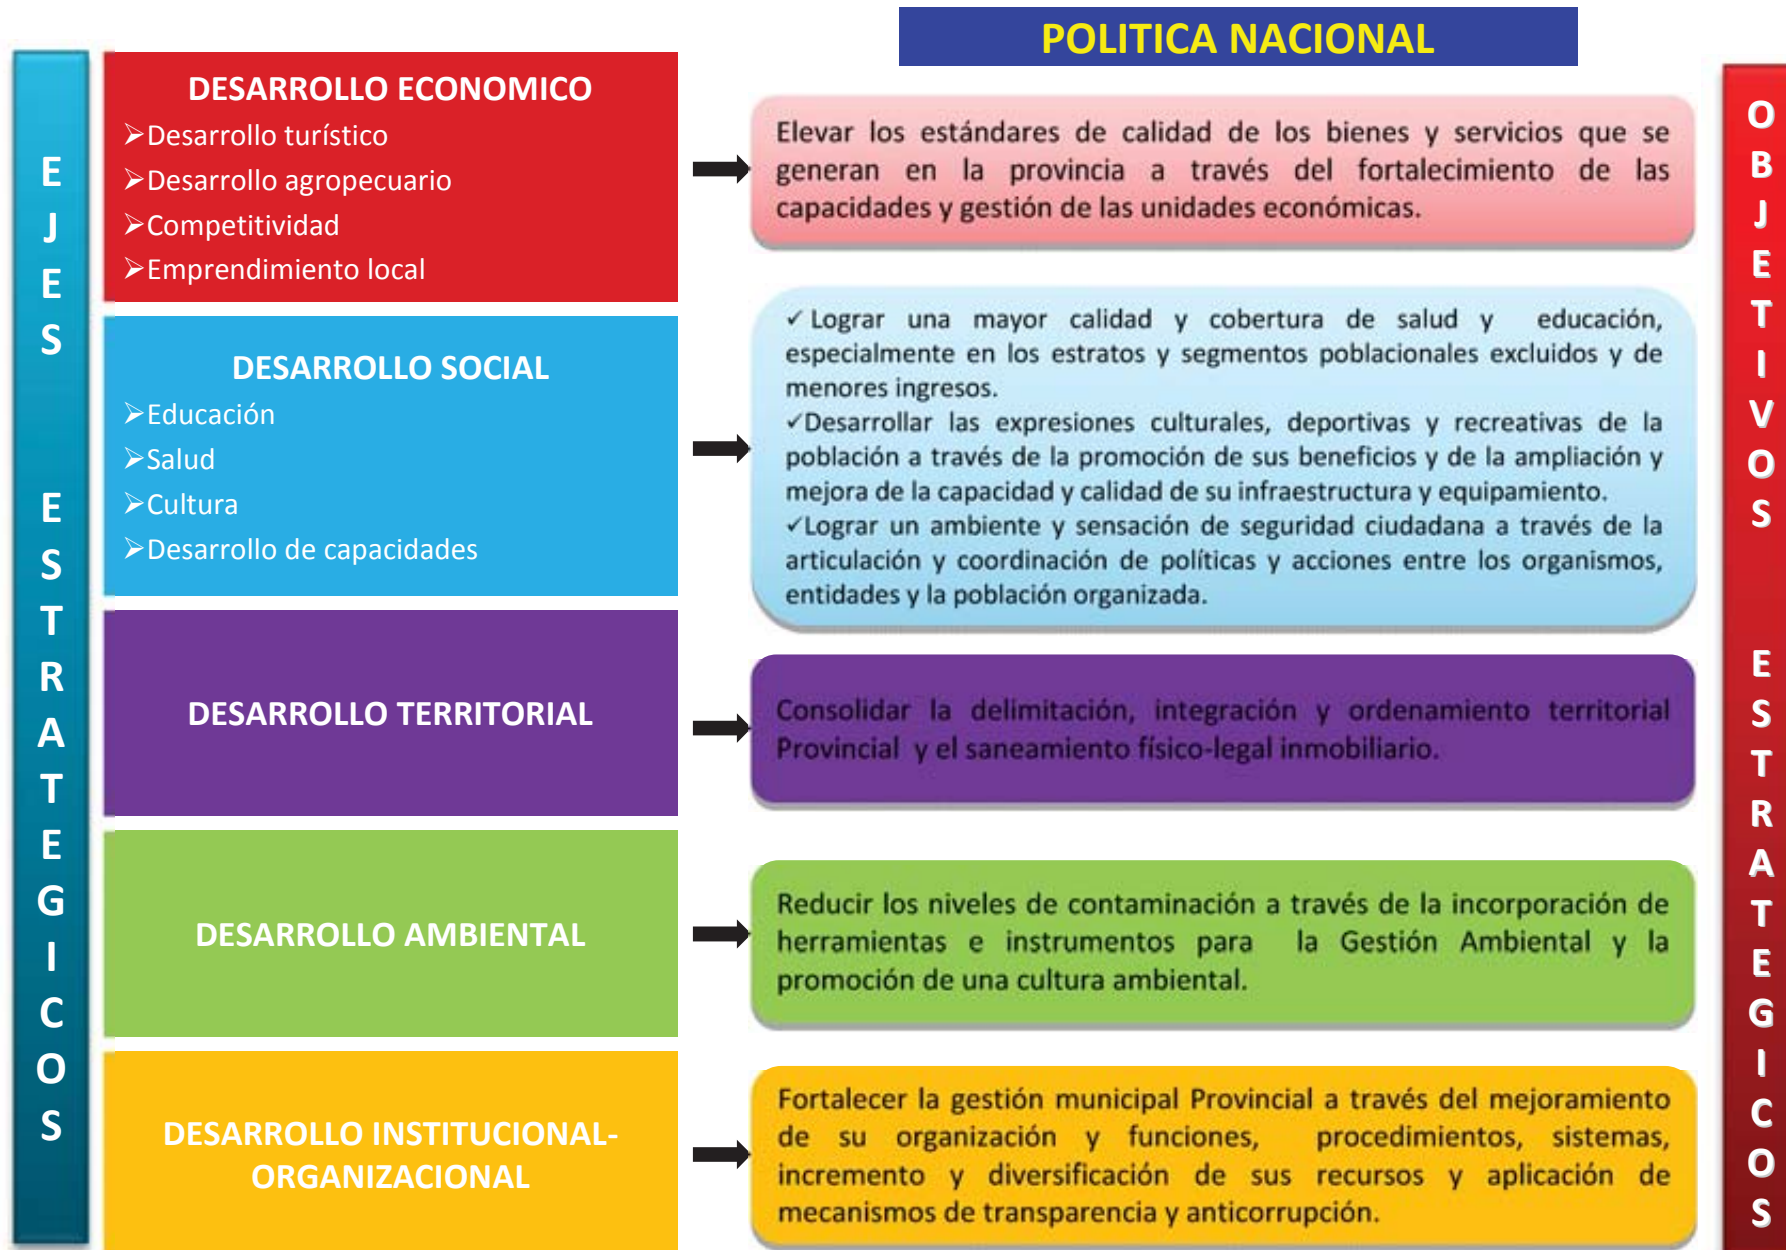 POLITICA NACIONAL
EJES ESTRATEGICOS
DESARROLLO ECONOMICO
➢Desarrollo turístico
➢Desarrollo agropecuario
➢Competitividad
➢Emprendimiento local
Elevar los estándares de calidad de los bienes y servicios que se
generan en la provincia a través del fortalecimiento de las
capacidades y gestión de las unidades económicas.
DESARROLLO SOCIAL
➢Educación
➢Salud
➢Cultura
➢Desarrollo de capacidades
✓Lograr una mayor calidad y cobertura de salud y educación,
especialmente en los estratos y segmentos poblacionales excluidos y de
menores ingresos.
✓Desarrollar las expresiones culturales, deportivas y recreativas de la
población a través de la promoción de sus beneficios y de la ampliación y
mejora de la capacidad y calidad de su infraestructura y equipamiento.
✓Lograr un ambiente y sensación de seguridad ciudadana a través de la
articulación y coordinación de políticas y acciones entre los organismos,
entidades y la población organizada.
DESARROLLO TERRITORIAL
Consolidar la delimitación, integración y ordenamiento territorial
Provincial y el saneamiento físico-legal inmobiliario.
DESARROLLO AMBIENTAL
Reducir los niveles de contaminación a través de la incorporación de
herramientas e instrumentos para la Gestión Ambiental y la
promoción de una cultura ambiental.
DESARROLLO INSTITUCIONAL-
ORGANIZACIONAL
Fortalecer la gestión municipal Provincial a través del mejoramiento
de su organización y funciones, procedimientos, sistemas,
incremento y diversificación de sus recursos y aplicación de
mecanismos de transparencia y anticorrupción.
OBJETIVOS ESTRATEGICOS